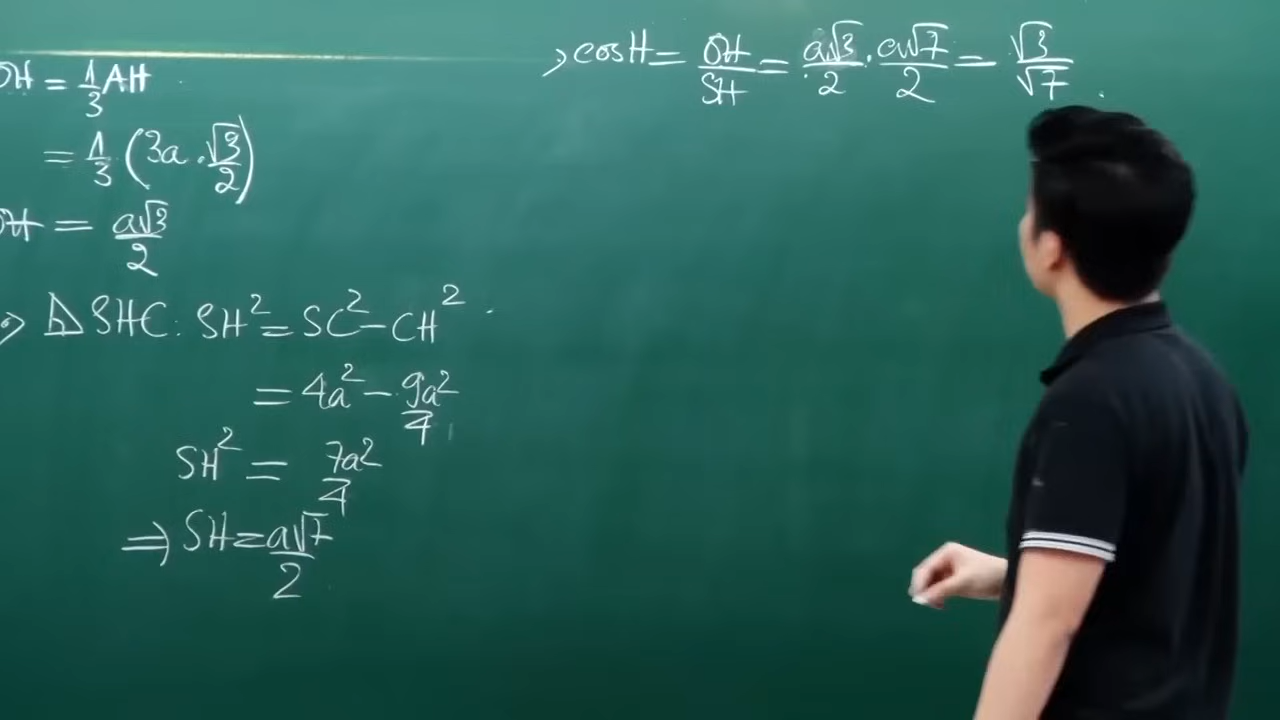 OH = 1/3 AH
= 1/3 (3a . √3/2)
OH = a√3/2
→ Δ SHC: SH² = SC² - CH²
= 4a² - 9a²/4
SH² = 7a²/4
⇒ SH = a√7/2
→ cosH = OH/SH = a√3/2 . a√7/2 = √3/√7